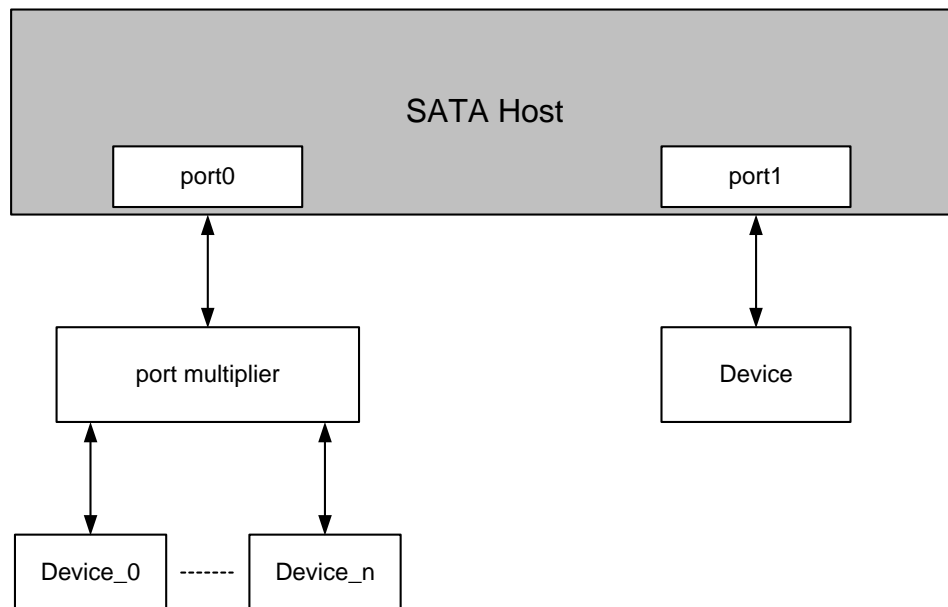 SATA Host
port0
port1
port multiplier
Device
Device_0
Device_n